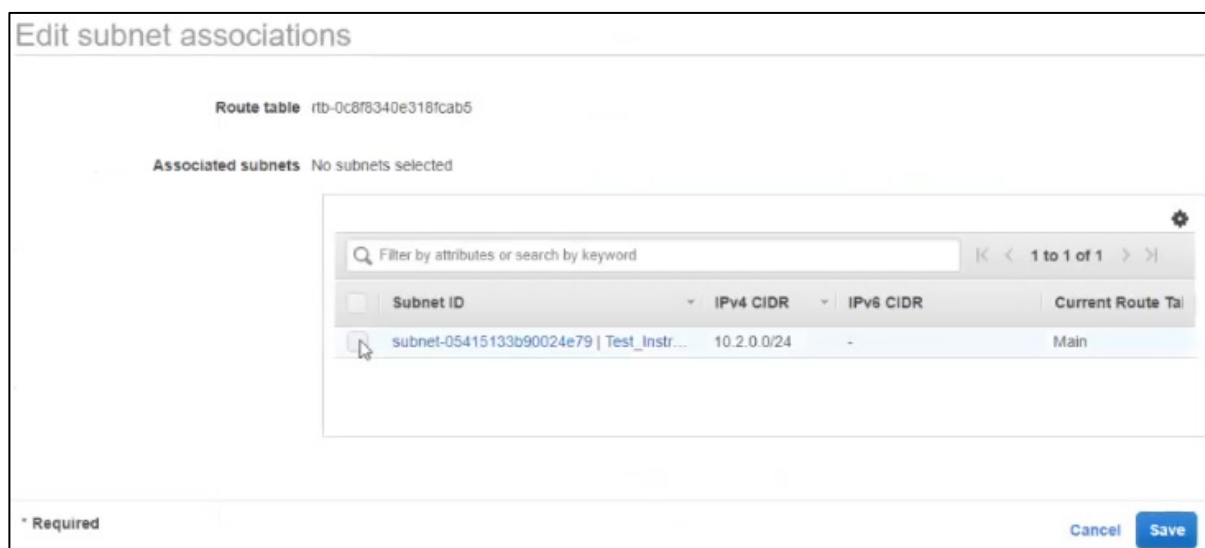 Edit subnet associations
Route table rtb-0c8f8340e318fcab5
Associated subnets No subnets selected
Filter by attributes or search by keyword
1 to 1 of 1
Subnet ID IPv4 CIDR IPv6 CIDR Current Route Ta
subnet-05415133b90024e79 | Test_Instr... 10.2.0.0/24 - Main
* Required
Cancel Save